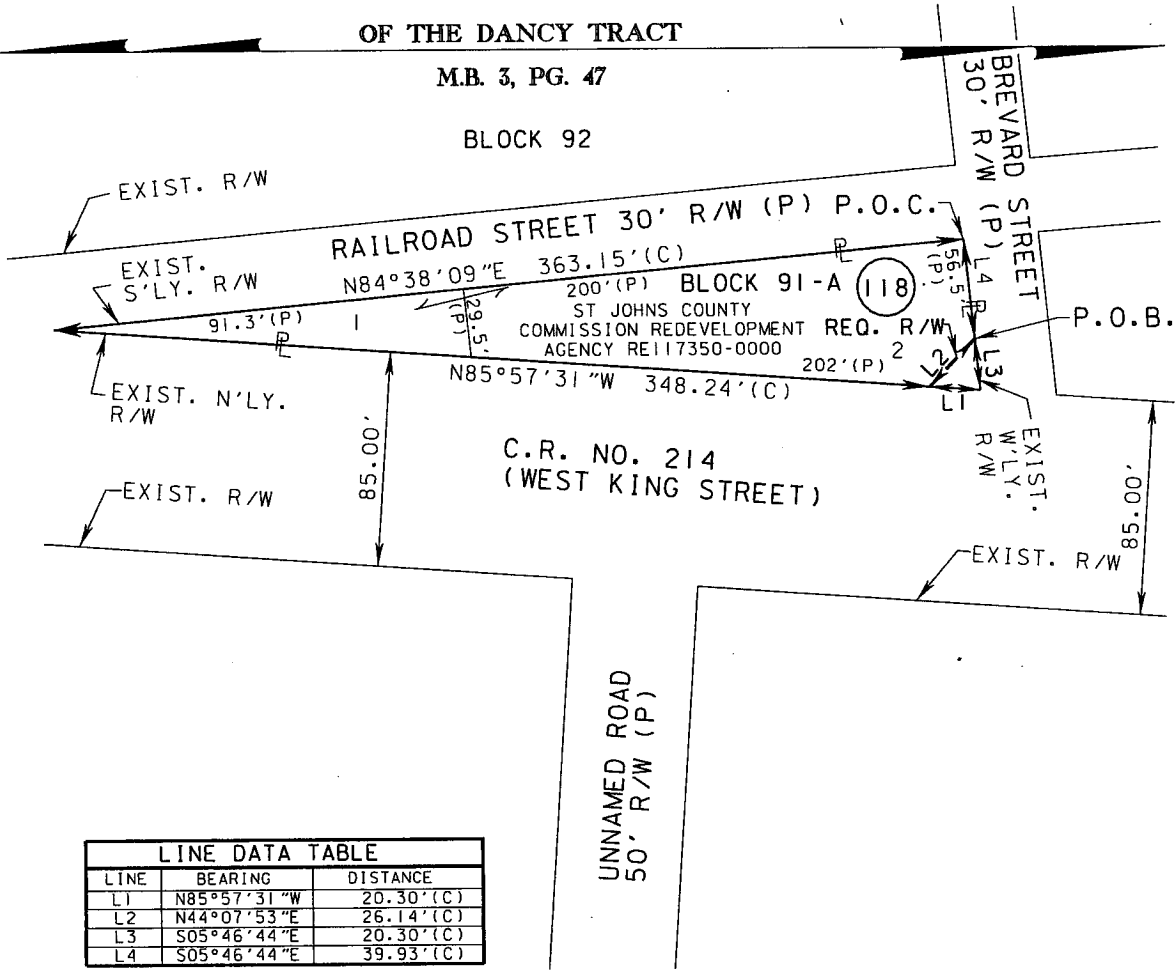 OF THE DANCY TRACT
M.B. 3, PG. 47
BLOCK 92
BREVARD STREET
30' R/W (P)
EXIST. R/W
RAILROAD STREET 30' R/W (P)
P.O.C.
EXIST.
S'LY. R/W
N84°38'09"E 363.15'(C)
200'(P)
BLOCK 91-A
118
56.5'
(P)
L4
91.3'(P)
1
29.5'
(P)
ST JOHNS COUNTY
COMMISSION REDEVELOPMENT
AGENCY RE117350-0000
REQ. R/W
2
P.O.B.
202'(P)
L2
L3
L1
N85°57'31"W 348.24'(C)
EXIST. N'LY.
R/W
EXIST.
W'LY.
R/W
85.00'
C.R. NO. 214
(WEST KING STREET)
EXIST. R/W
85.00'
EXIST. R/W
UNNAMED ROAD
50' R/W (P)
LINE DATA TABLE
LINE BEARING DISTANCE
L1 N85°57'31"W 20.30'(C)
L2 N44°07'53"E 26.14'(C)
L3 S05°46'44"E 20.30'(C)
L4 S05°46'44"E 39.93'(C)